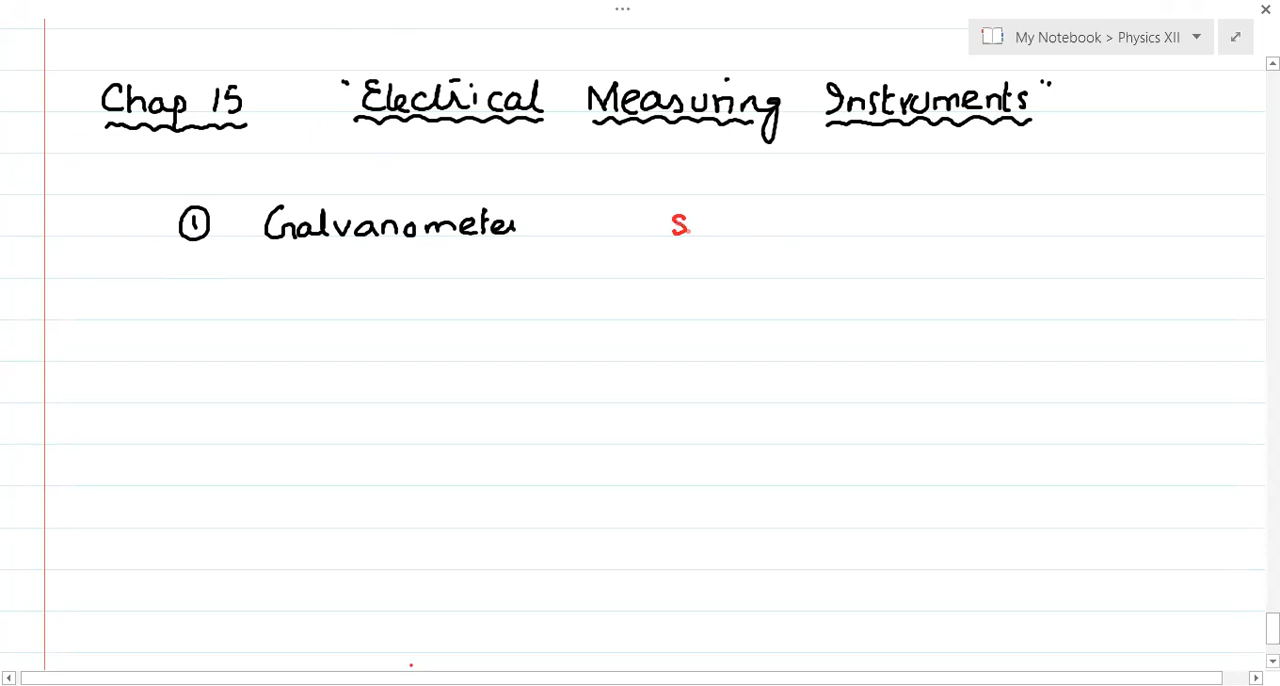 My Notebook > Physics XII
Chap 15 "Electrical Measuring Instruments"
① Galvanometer S